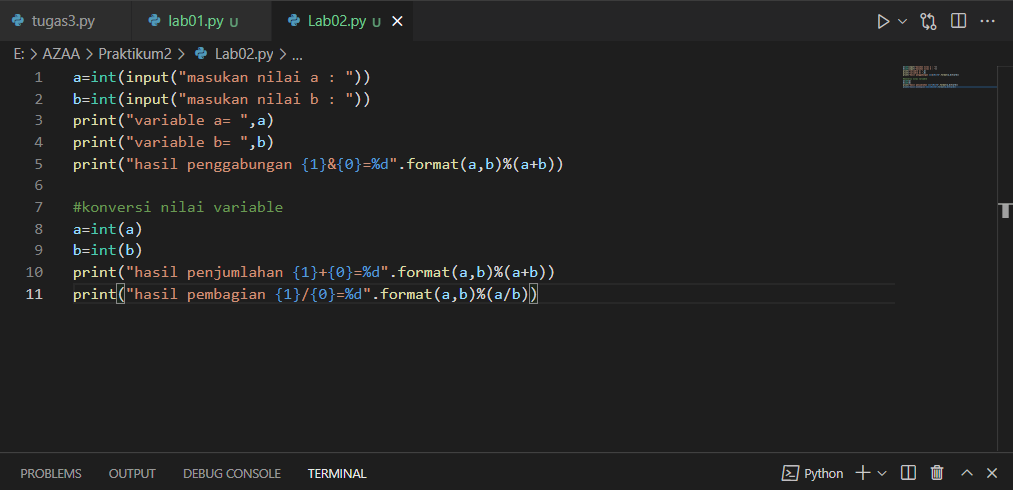 tugas3.py lab01.py U Lab02.py U
E: > AZAA > Praktikum2 > Lab02.py > ...
1 a=int(input("masukan nilai a : "))
2 b=int(input("masukan nilai b : "))
3 print("variable a= ",a)
4 print("variable b= ",b)
5 print("hasil penggabungan {1}&{0}=%d".format(a,b)%(a+b))
6
7 #konversi nilai variable
8 a=int(a)
9 b=int(b)
10 print("hasil penjumlahan {1}+{0}=%d".format(a,b)%(a+b))
11 print("hasil pembagian {1}/{0}=%d".format(a,b)%(a/b))
PROBLEMS OUTPUT DEBUG CONSOLE TERMINAL Python